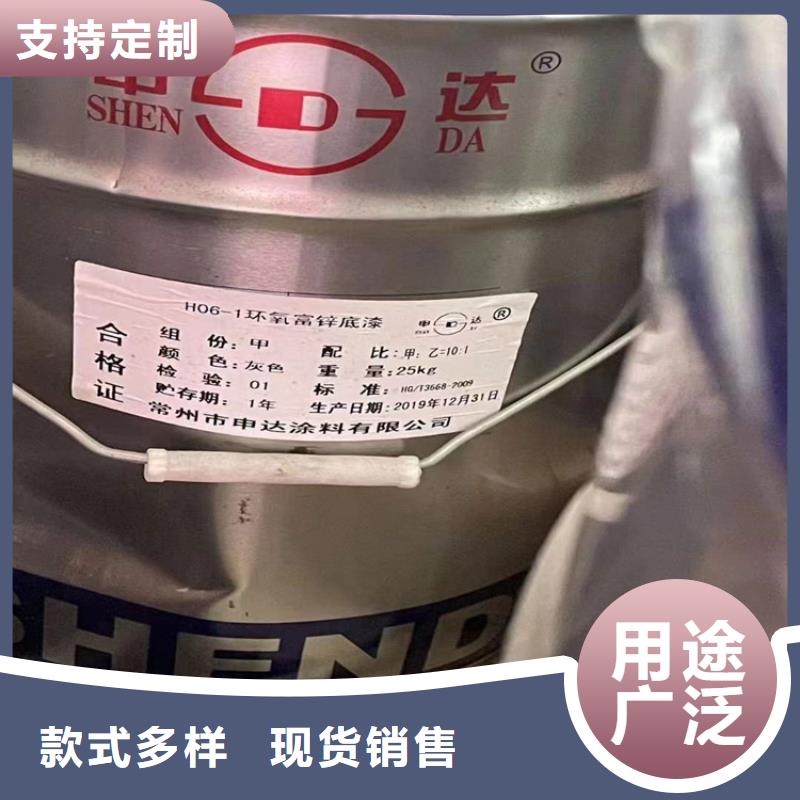 支持定制
申 D 达 ®
SHEN DA
H06-1环氧富锌底漆 申 D 达 ®
合格证
组 份:甲 配 比:甲:乙=10:1
颜 色:灰色 重 量:25kg
检 验:01 标 准:HG/T3668-2009
贮存期:1年 生产日期:2019年12月31日
常州市申达涂料有限公司
SHEND
用途
广泛
款式多样 现货销售